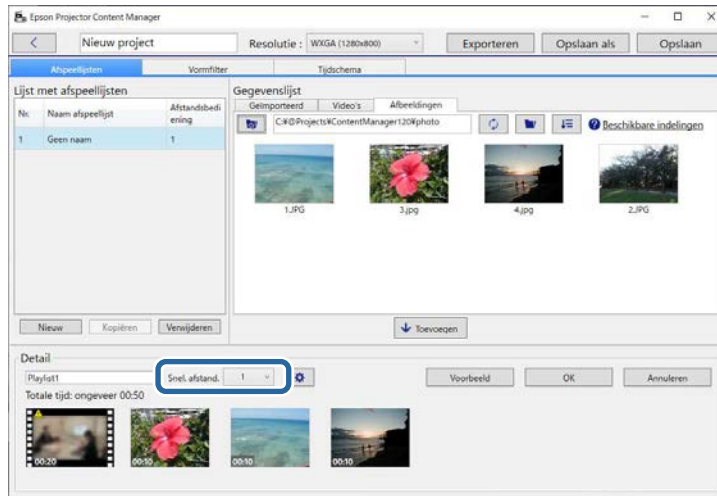 Epson Projector Content Manager
Nieuw project Resolutie : WXGA (1280x800) Exporteren Opslaan als Opslaan
Afspeellijsten Vormfilter Tijdschema
Lijst met afspeellijsten
Nr. Naam afspeellijst Afstandsbedi
ening
1 Geen naam 1
Nieuw Kopiëren Verwijderen
Gegevenslijst
Geïmporteerd Video's Afbeeldingen
C:¥@Projects¥ContentManager120¥photo Beschikbare indelingen
1.JPG 3.jpg 4.jpg 2.JPG
Toevoegen
Detail
Playlist1 Snel. afstand. 1 Voorbeeld OK Annuleren
Totale tijd: ongeveer 00:50
00:20 00:10 00:10 00:10